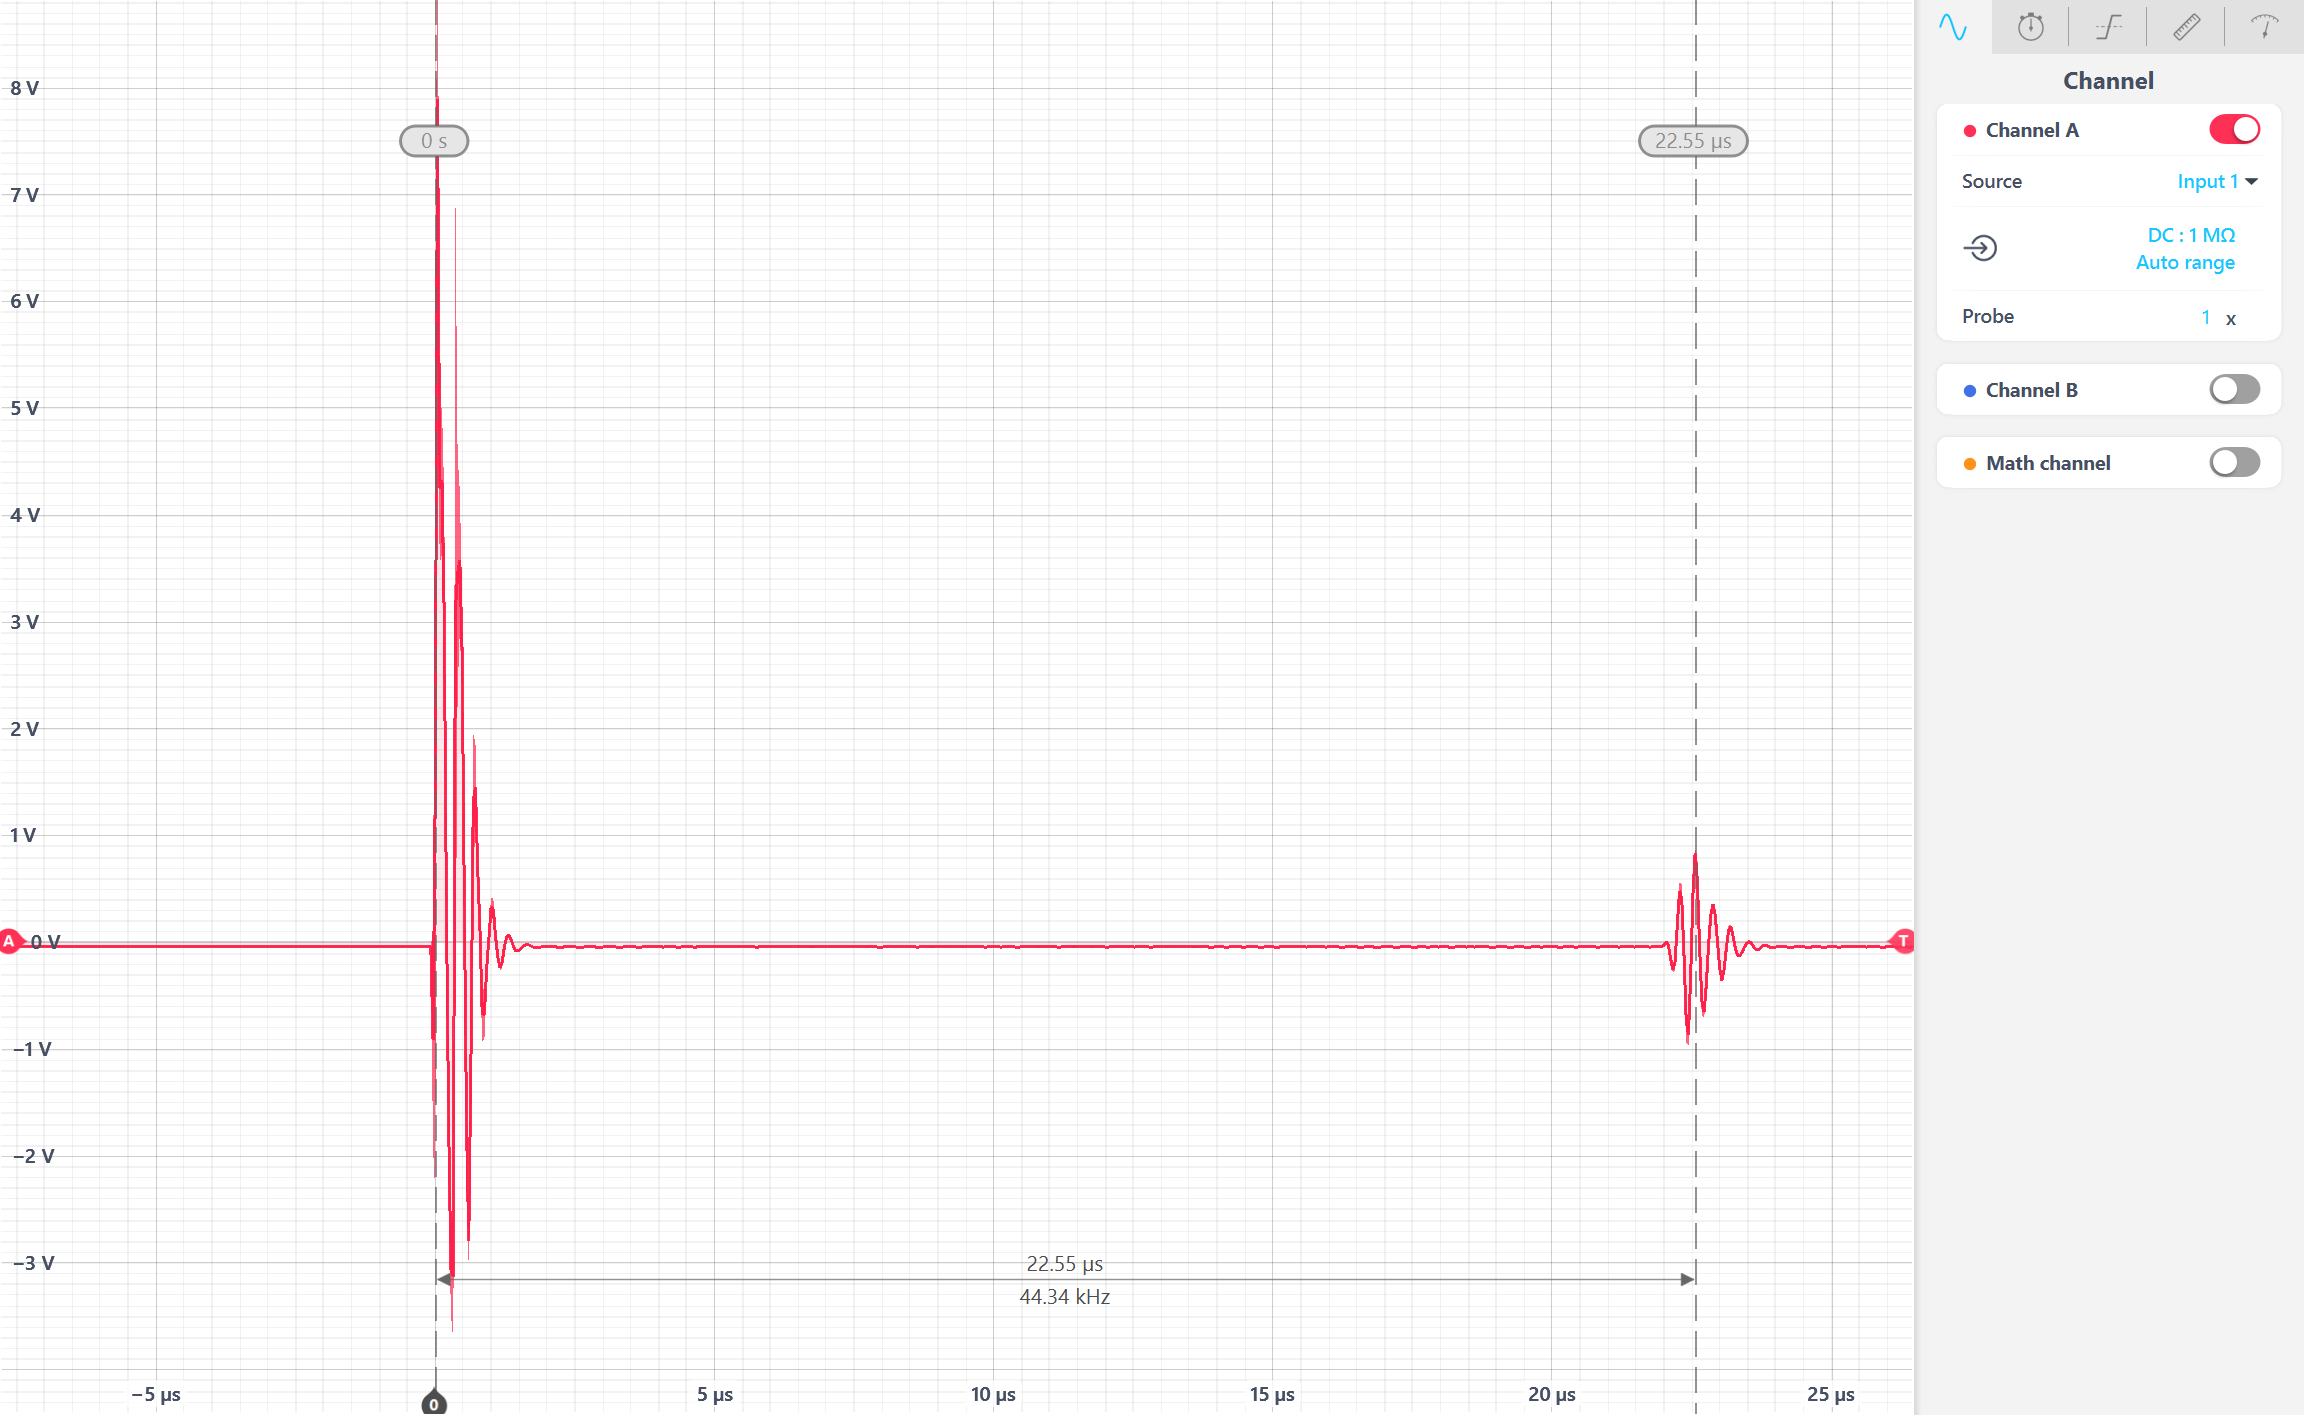 8 V
7 V
6 V
5 V
4 V
3 V
2 V
1 V
A 0 V
−1 V
−2 V
−3 V
0 s
22.55 µs
T
22.55 µs
44.34 kHz
−5 µs
0
5 µs
10 µs
15 µs
20 µs
25 µs
Channel
Channel A
Source Input 1
DC : 1 MΩ
Auto range
Probe 1 x
Channel B
Math channel